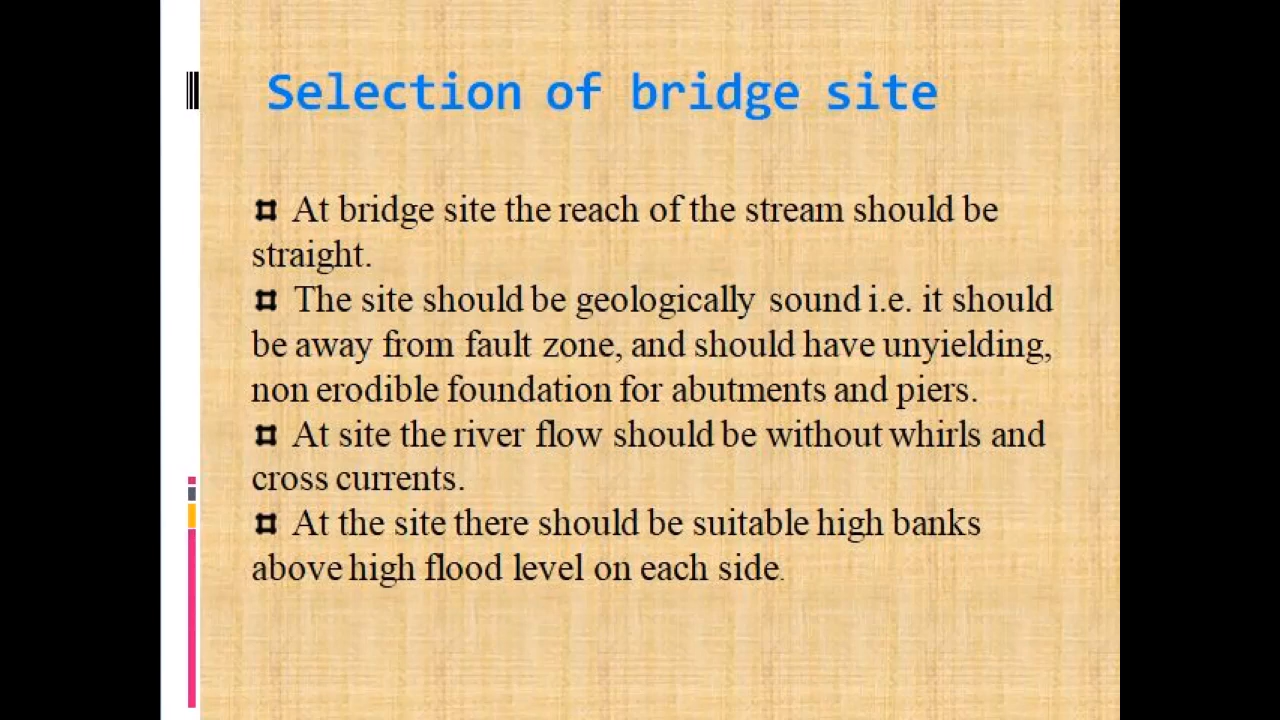 Selection of bridge site
¤ At bridge site the reach of the stream should be
straight.
¤ The site should be geologically sound i.e. it should
be away from fault zone, and should have unyielding,
non erodible foundation for abutments and piers.
¤ At site the river flow should be without whirls and
cross currents.
¤ At the site there should be suitable high banks
above high flood level on each side.